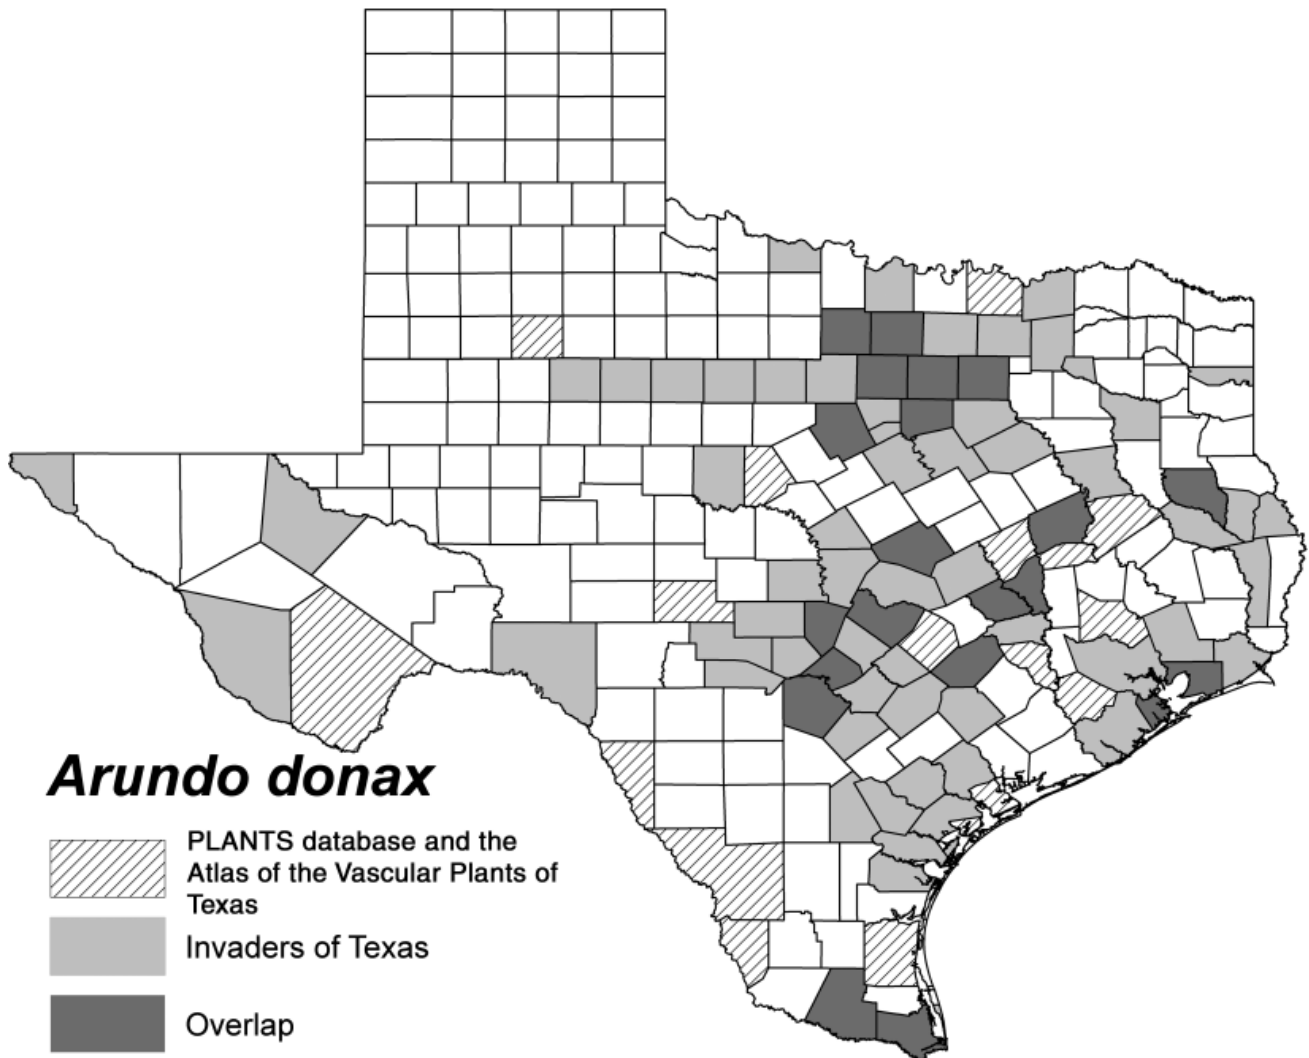 Arundo donax
PLANTS database and the
Atlas of the Vascular Plants of
Texas
Invaders of Texas
Overlap